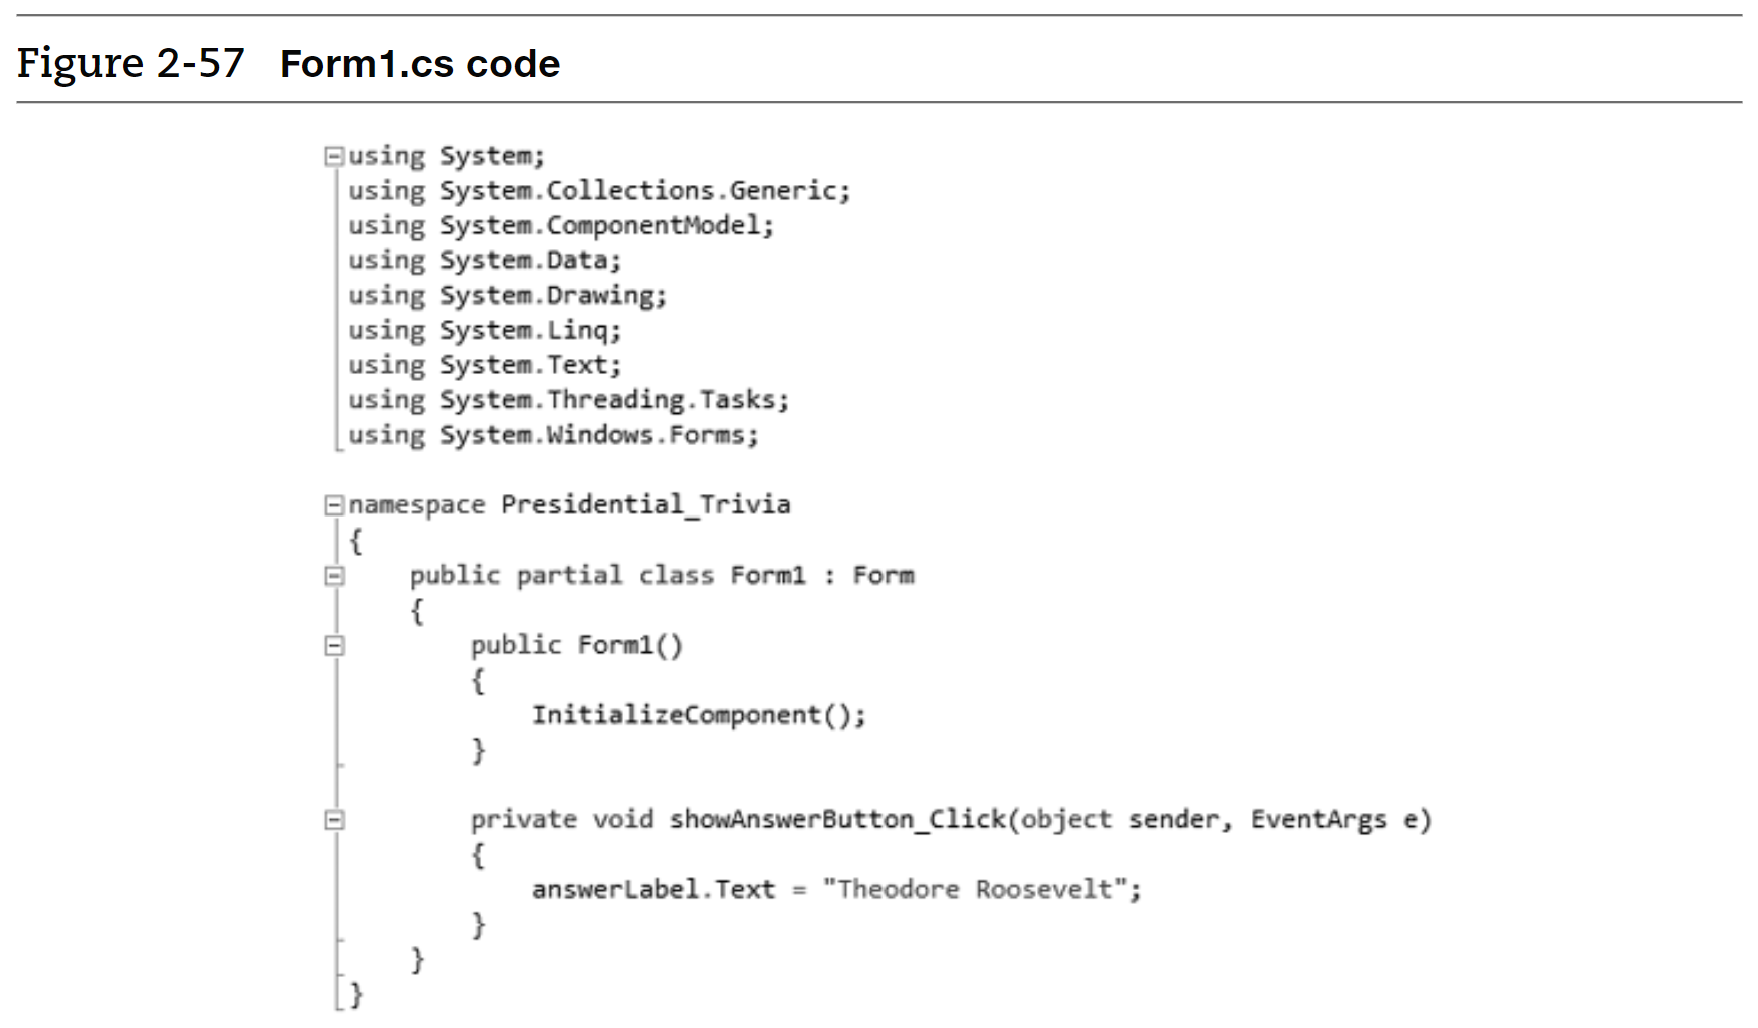 Figure 2-57 Form1.cs code
using System;
using System.Collections.Generic;
using System.ComponentModel;
using System.Data;
using System.Drawing;
using System.Linq;
using System.Text;
using System.Threading.Tasks;
using System.Windows.Forms;
namespace Presidential_Trivia
{
    public partial class Form1 : Form
    {
        public Form1()
        {
            InitializeComponent();
        }
        private void showAnswerButton_Click(object sender, EventArgs e)
        {
            answerLabel.Text = "Theodore Roosevelt";
        }
    }
}